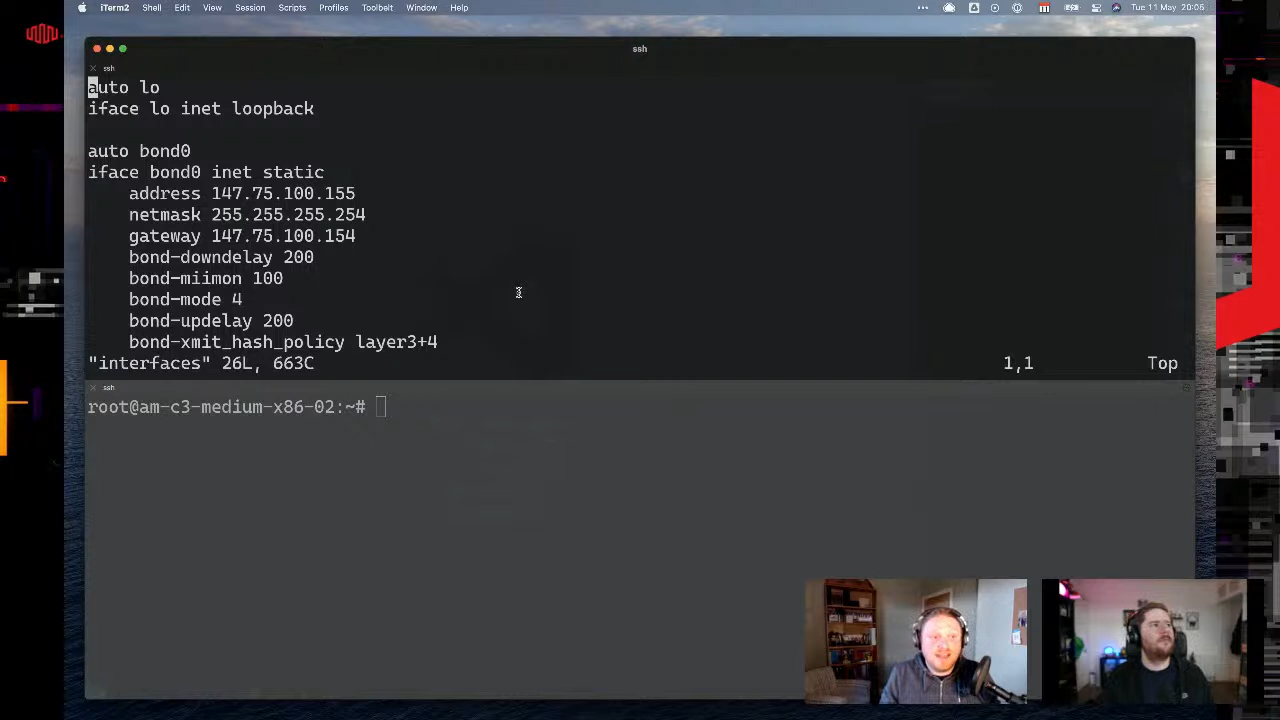 iTerm2 Shell Edit View Session Scripts Profiles Toolbelt Window Help Tue 11 May 20:06
ssh
ssh
auto lo
iface lo inet loopback
auto bond0
iface bond0 inet static
address 147.75.100.155
netmask 255.255.255.254
gateway 147.75.100.154
bond-downdelay 200
bond-miimon 100
bond-mode 4
bond-updelay 200
bond-xmit_hash_policy layer3+4
"interfaces" 26L, 663C 1,1 Top
ssh
root@am-c3-medium-x86-02:~#